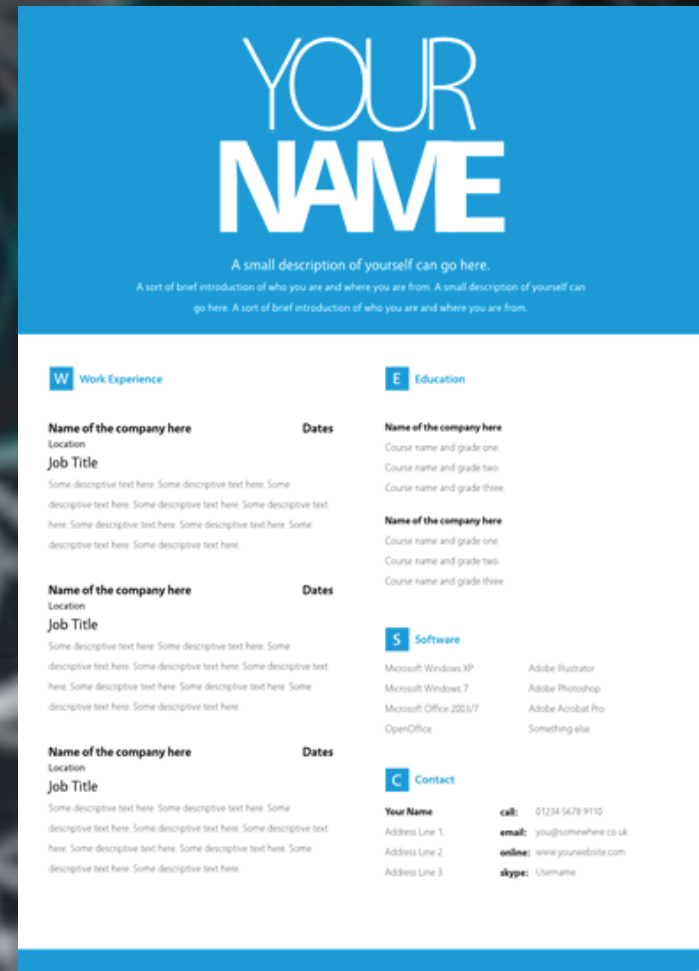 YOUR
NAME
A small description of yourself can go here.
A sort of brief introduction of who you are and where you are from. A small description of yourself can
go here. A sort of brief introduction of who you are and where you are from.
W Work Experience
Name of the company here Dates
Location
Job Title
Some descriptive text here. Some descriptive text here. Some
descriptive text here. Some descriptive text here. Some descriptive text
here. Some descriptive text here. Some descriptive text here. Some
descriptive text here. Some descriptive text here.
Name of the company here Dates
Location
Job Title
Some descriptive text here. Some descriptive text here. Some
descriptive text here. Some descriptive text here. Some descriptive text
here. Some descriptive text here. Some descriptive text here. Some
descriptive text here. Some descriptive text here.
Name of the company here Dates
Location
Job Title
Some descriptive text here. Some descriptive text here. Some
descriptive text here. Some descriptive text here. Some descriptive text
here. Some descriptive text here. Some descriptive text here. Some
descriptive text here. Some descriptive text here.
E Education
Name of the company here
Course name and grade one.
Course name and grade two.
Course name and grade three.
Name of the company here
Course name and grade one.
Course name and grade two.
Course name and grade three.
S Software
Microsoft Windows XP Adobe Illustrator
Microsoft Windows 7 Adobe Photoshop
Microsoft Office 2003/7 Adobe Acrobat Pro
OpenOffice Something else
C Contact
Your Name call: 01234 5678 9110
Address Line 1. email: you@somewhere.co.uk
Address Line 2. online: www.yourwebsite.com
Address Line 3. skype: Username